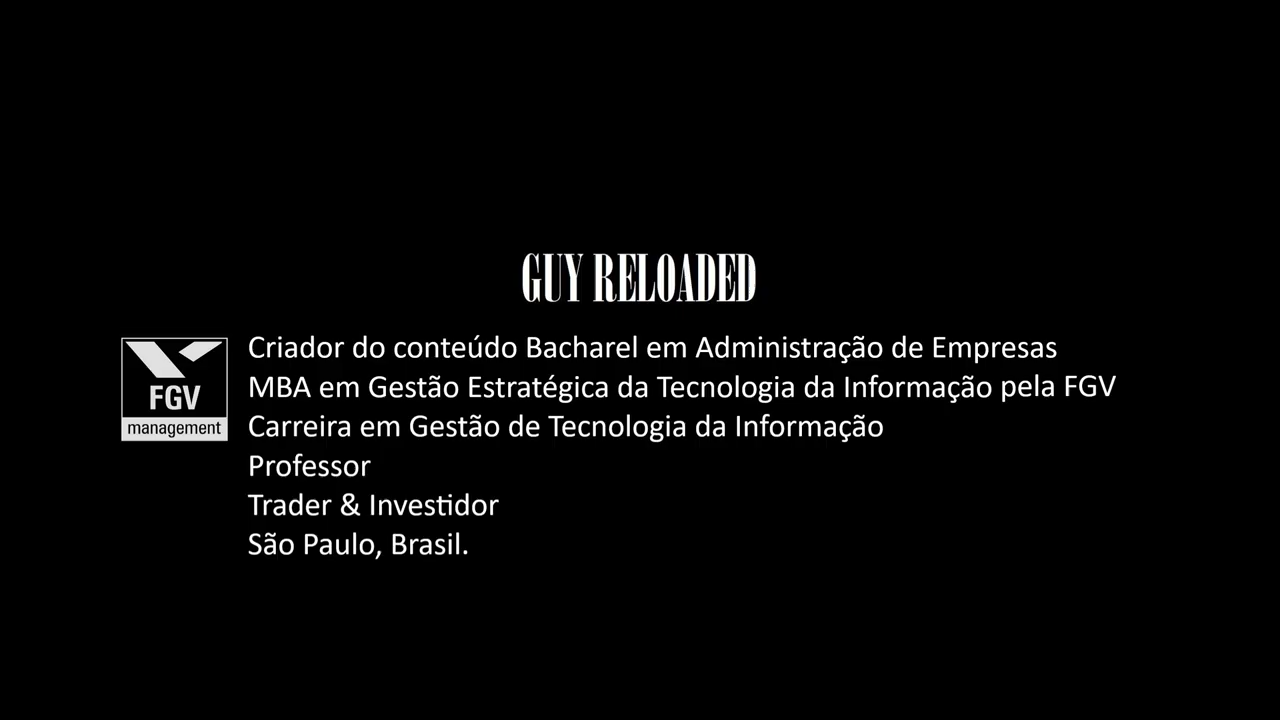 GUY RELOADED
Criador do conteúdo Bacharel em Administração de Empresas
MBA em Gestão Estratégica da Tecnologia da Informação pela FGV
Carreira em Gestão de Tecnologia da Informação
Professor
Trader & Investidor
São Paulo, Brasil.
FGV
management